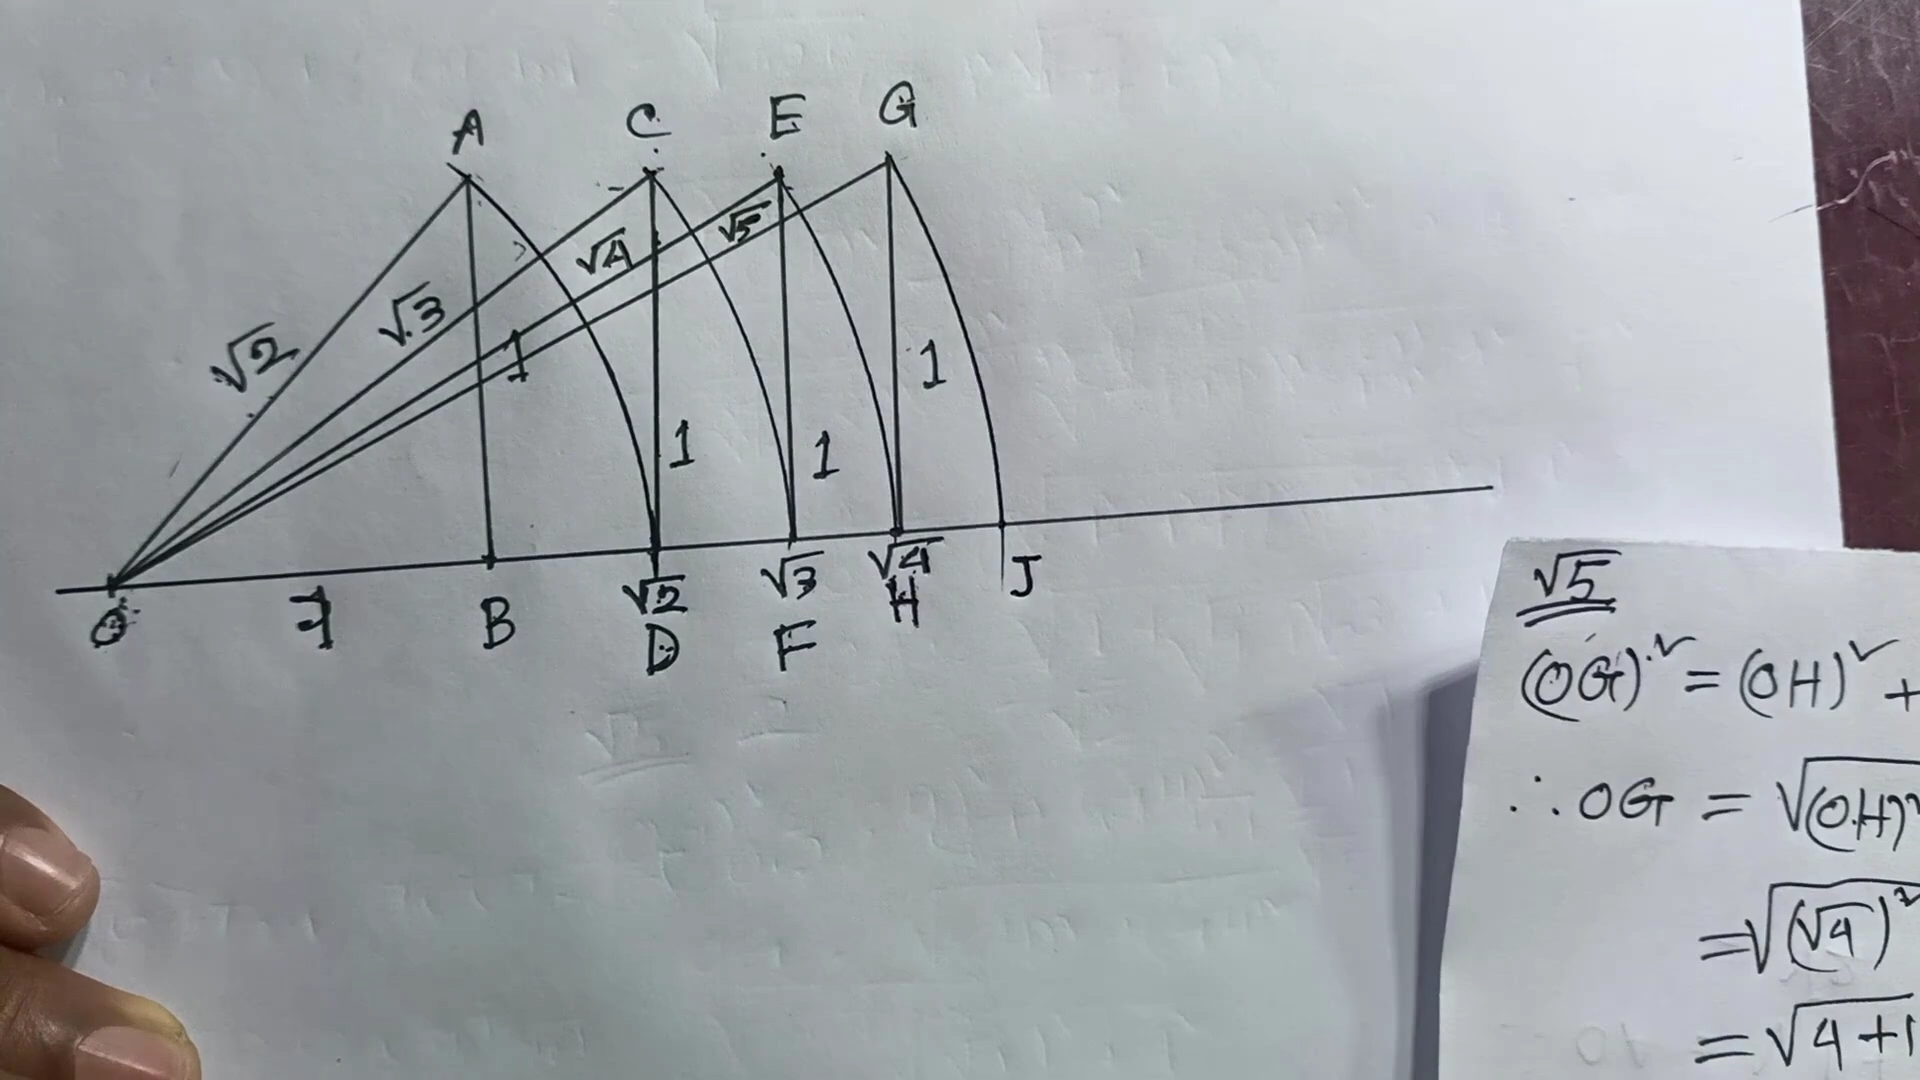 A C E G
√2 √3 √4 √5
1 1 1 1
O 1 B √2 √3 √4 J
D F H
√5
(OG)² = (OH)² +
∴ OG = √(OH)²
= √(√4)²
= √4+1